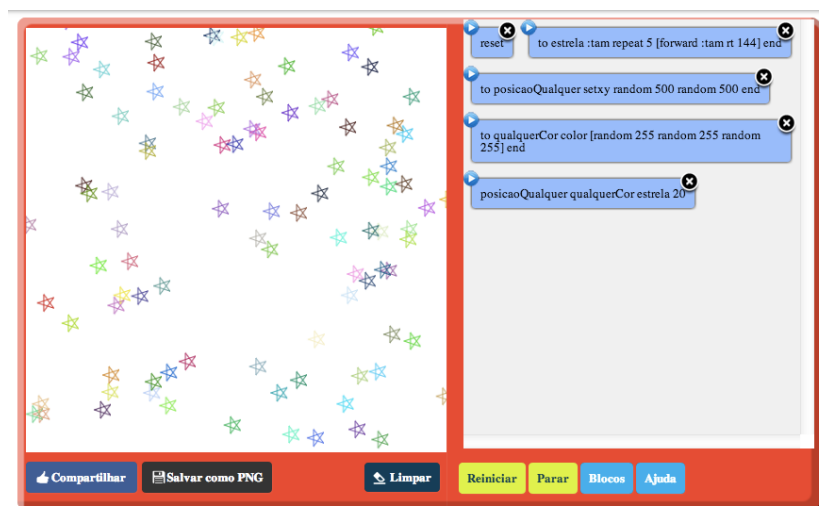 reset
to estrela :tam repeat 5 [forward :tam rt 144] end
to posicaoQualquer setxy random 500 random 500 end
to qualquerCor color [random 255 random 255 random
255] end
posicaoQualquer qualquerCor estrela 20
Compartilhar
Salvar como PNG
Limpar
Reiniciar
Parar
Blocos
Ajuda